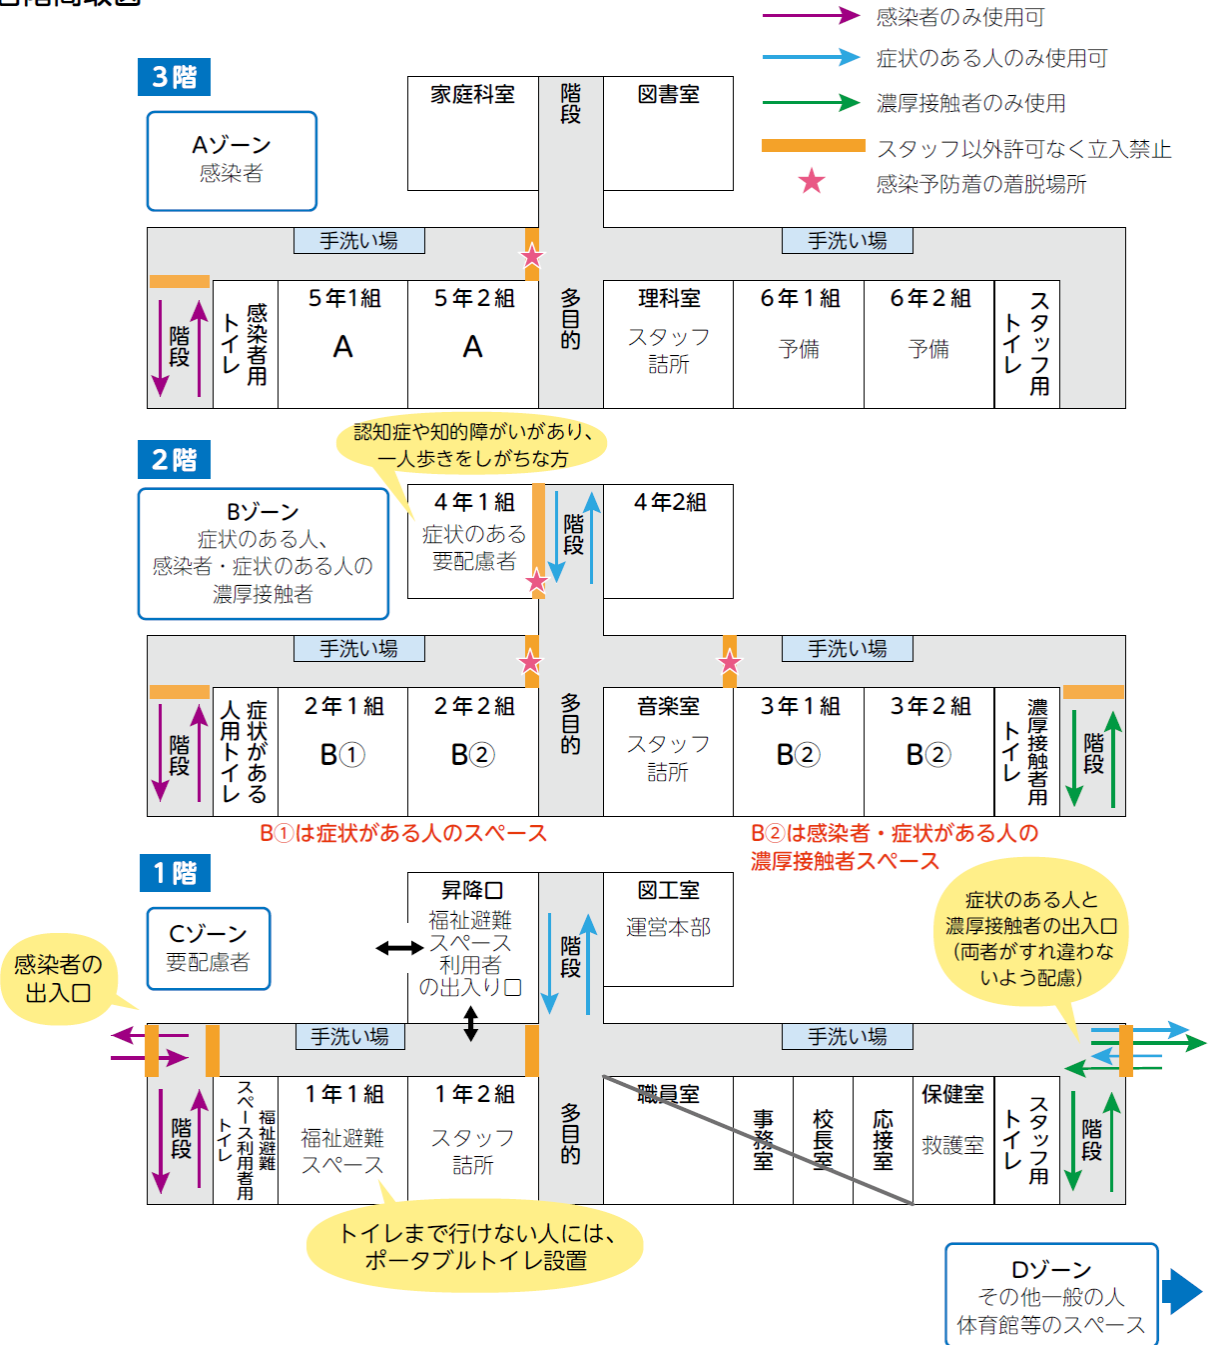 各階間取図
感染者のみ使用可
症状のある人のみ使用可
濃厚接触者のみ使用
スタッフ以外許可なく立入禁止
感染予防着の着脱場所
3階
Aゾーン
感染者
家庭科室
階段
図書室
手洗い場
手洗い場
階段
感染者用
トイレ
5年1組
A
5年2組
A
多目的
理科室
スタッフ
詰所
6年1組
予備
6年2組
予備
スタッフ用
トイレ
認知症や知的障がいがあり、
一人歩きをしがちな方
2階
Bゾーン
症状のある人、
感染者・症状のある人の
濃厚接触者
4年1組
症状のある
要配慮者
階段
4年2組
手洗い場
手洗い場
階段
症状がある
人用トイレ
2年1組
B①
2年2組
B②
多目的
音楽室
スタッフ
詰所
3年1組
B②
3年2組
B②
濃厚接触者用
トイレ
階段
B①は症状がある人のスペース
B②は感染者・症状がある人の
濃厚接触者スペース
1階
Cゾーン
要配慮者
感染者の
出入口
昇降口
福祉避難
スペース
利用者
の出入り口
階段
図工室
運営本部
症状のある人と
濃厚接触者の出入口
(両者がすれ違わな
いよう配慮)
手洗い場
手洗い場
階段
福祉避難
スペース利用者用
トイレ
1年1組
福祉避難
スペース
1年2組
スタッフ
詰所
多目的
職員室
事務室
校長室
応接室
保健室
救護室
スタッフ用
トイレ
階段
トイレまで行けない人には、
ポータブルトイレ設置
Dゾーン
その他一般の人
体育館等のスペース